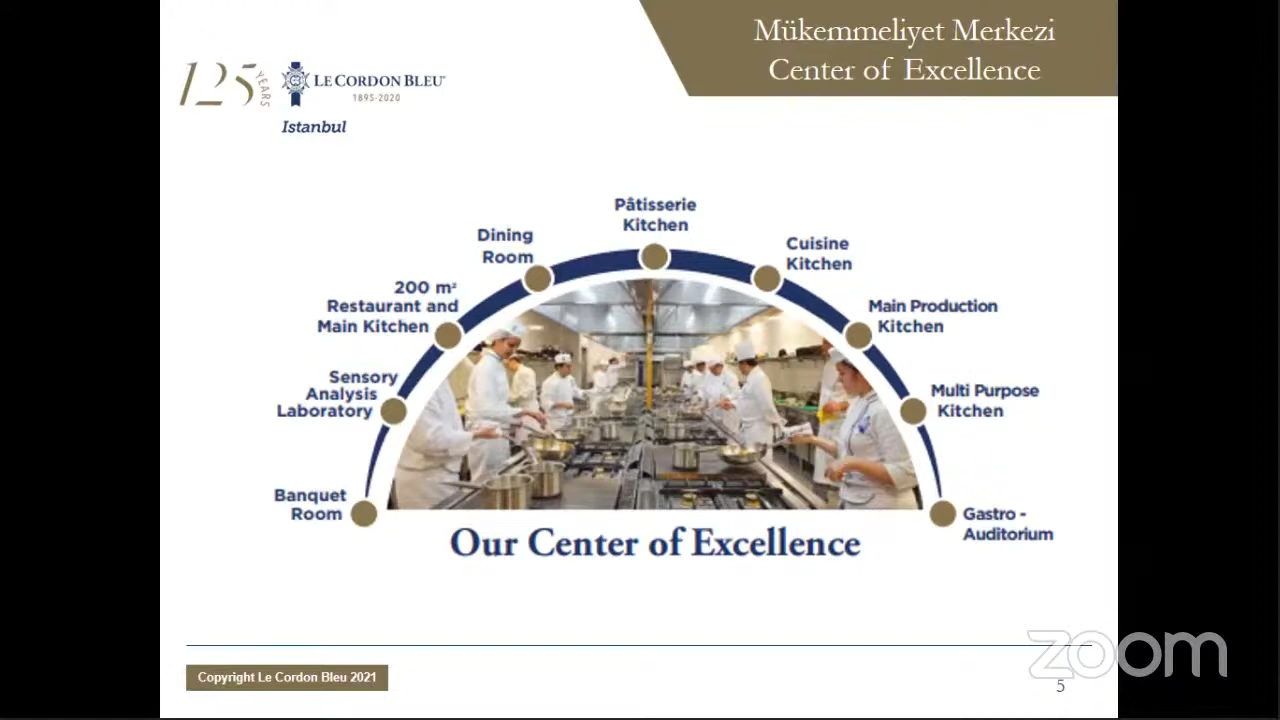 Mükemmeliyet Merkezi
Center of Excellence
125 YEARS
LE CORDON BLEU
1895-2020
Istanbul
Pâtisserie
Kitchen
Dining
Room
Cuisine
Kitchen
200 m²
Restaurant and
Main Kitchen
Main Production
Kitchen
Sensory
Analysis
Laboratory
Multi Purpose
Kitchen
Banquet
Room
Gastro -
Auditorium
Our Center of Excellence
Copyright Le Cordon Bleu 2021
zoom
5